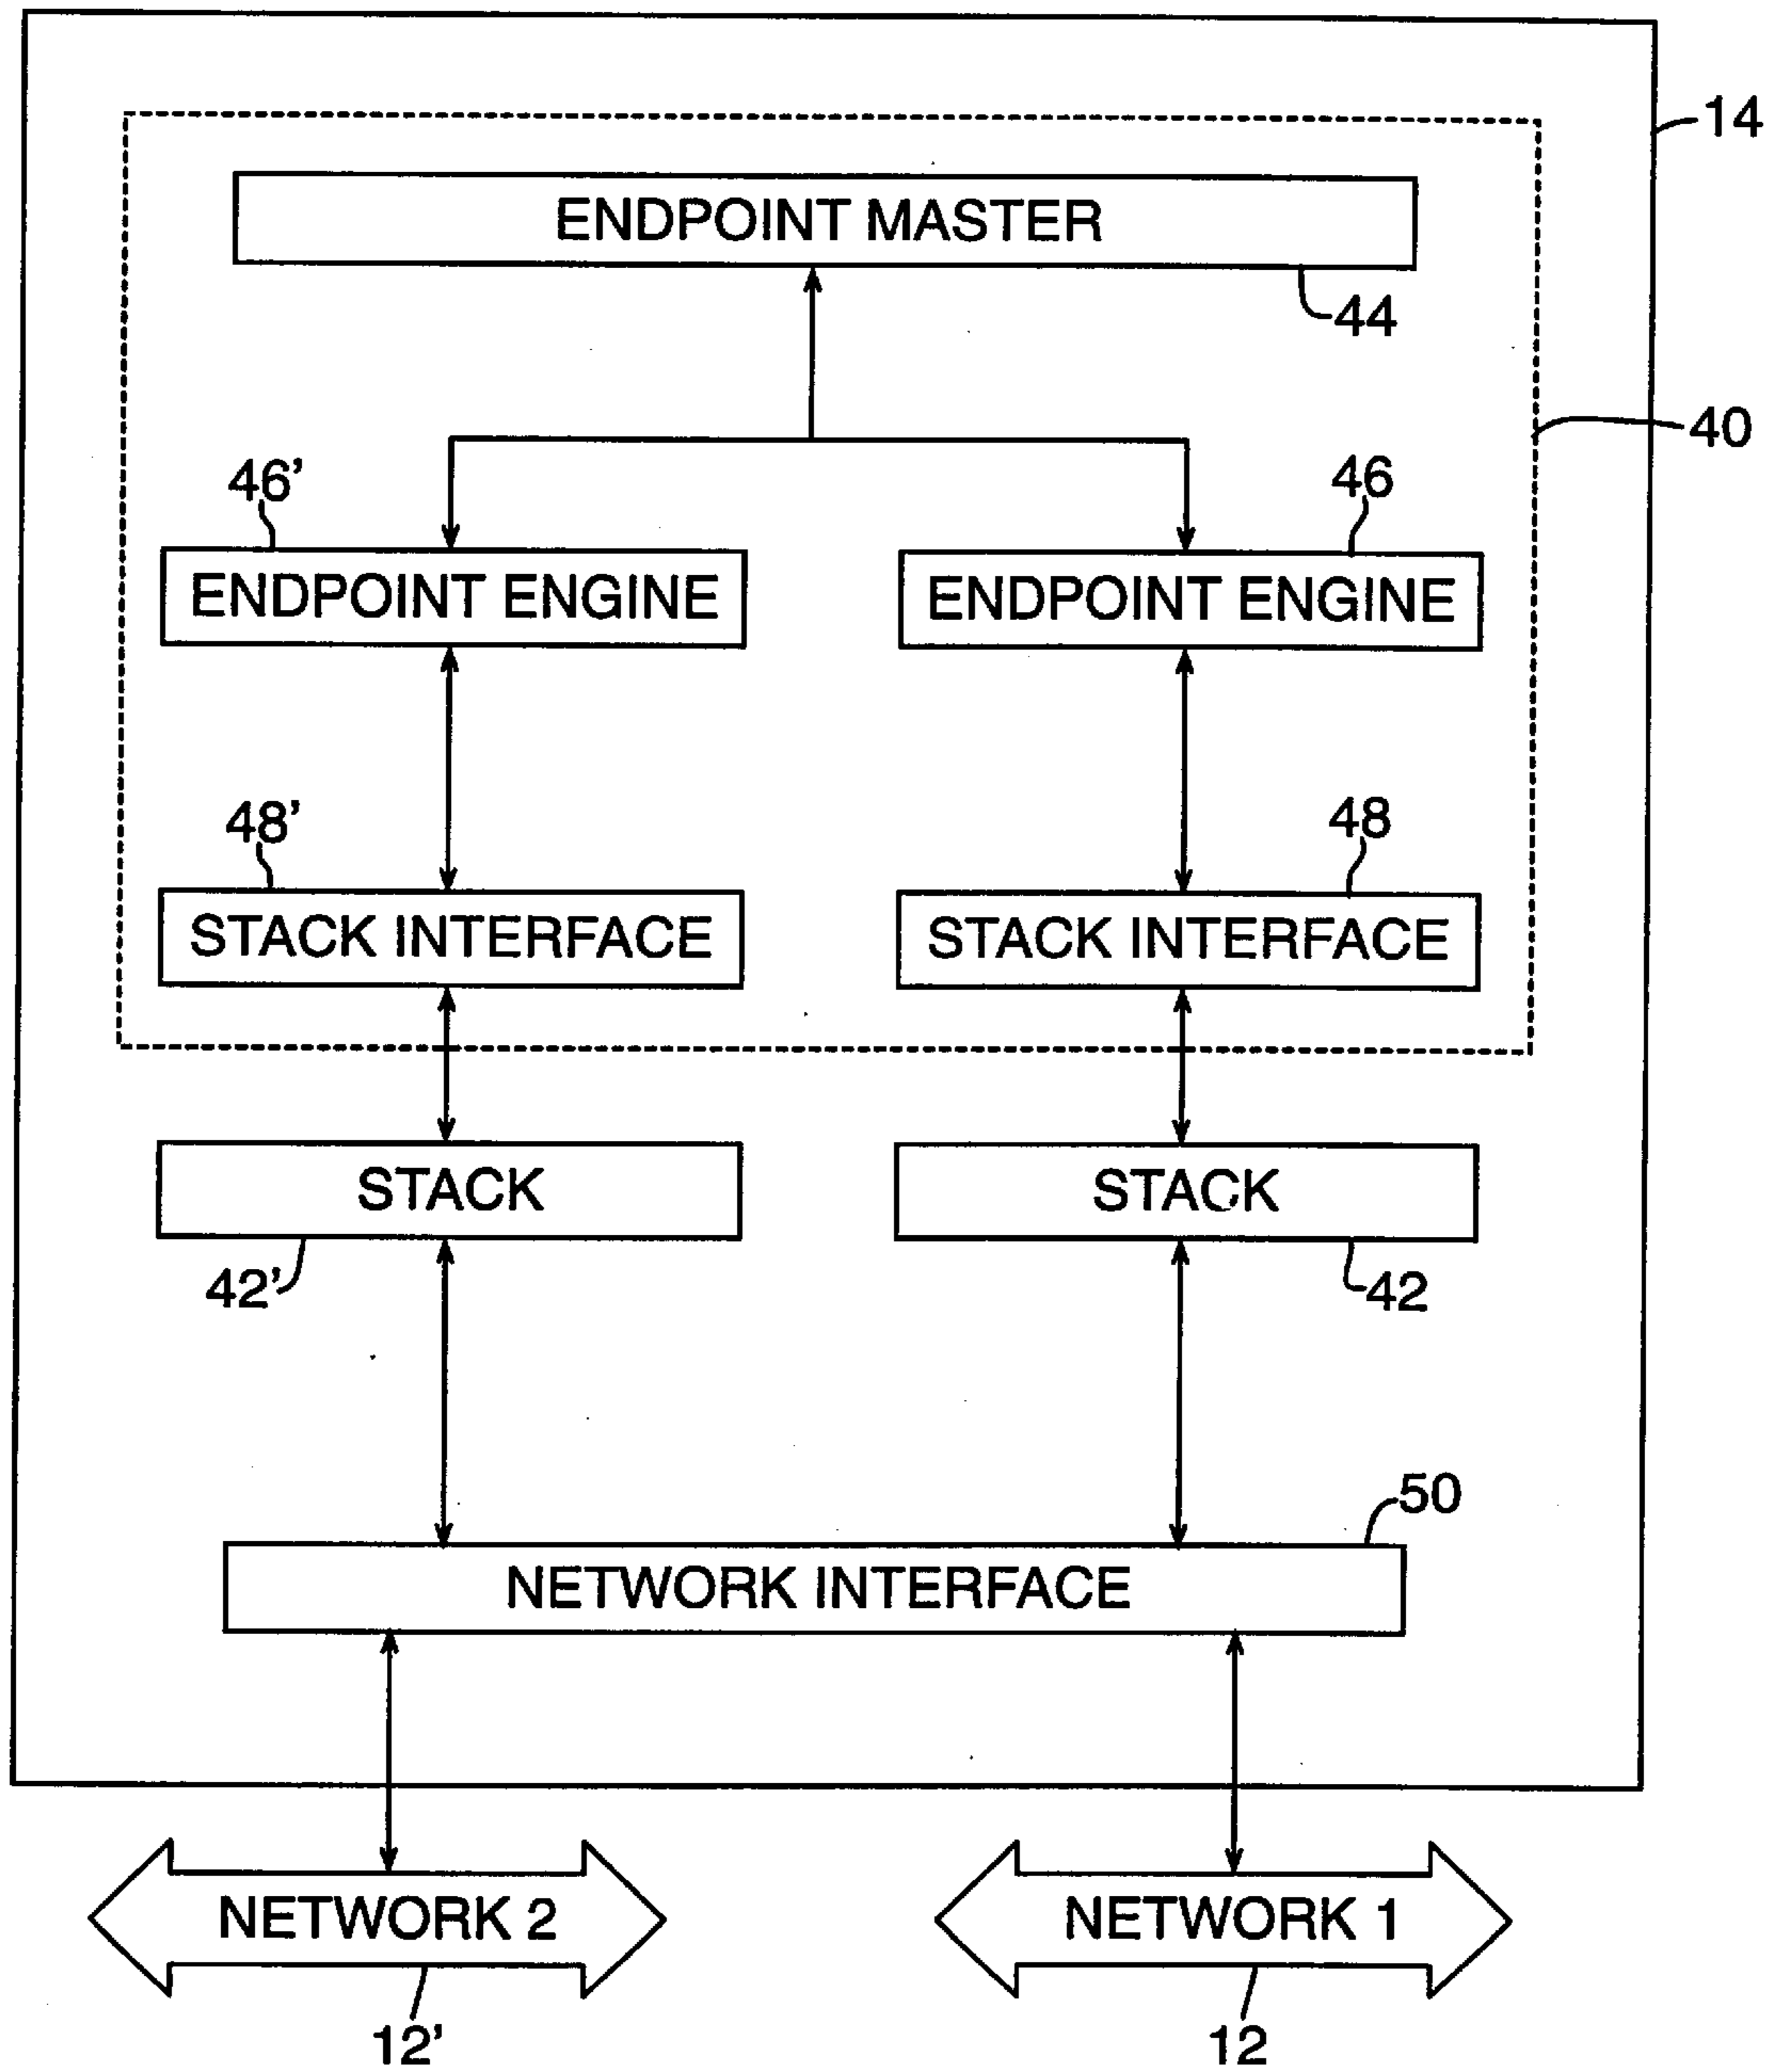 14
ENDPOINT MASTER
44
40
46' 46
ENDPOINT ENGINE ENDPOINT ENGINE
48' 48
STACK INTERFACE STACK INTERFACE
STACK STACK
42' 42
50
NETWORK INTERFACE
NETWORK 2 NETWORK 1
12' 12